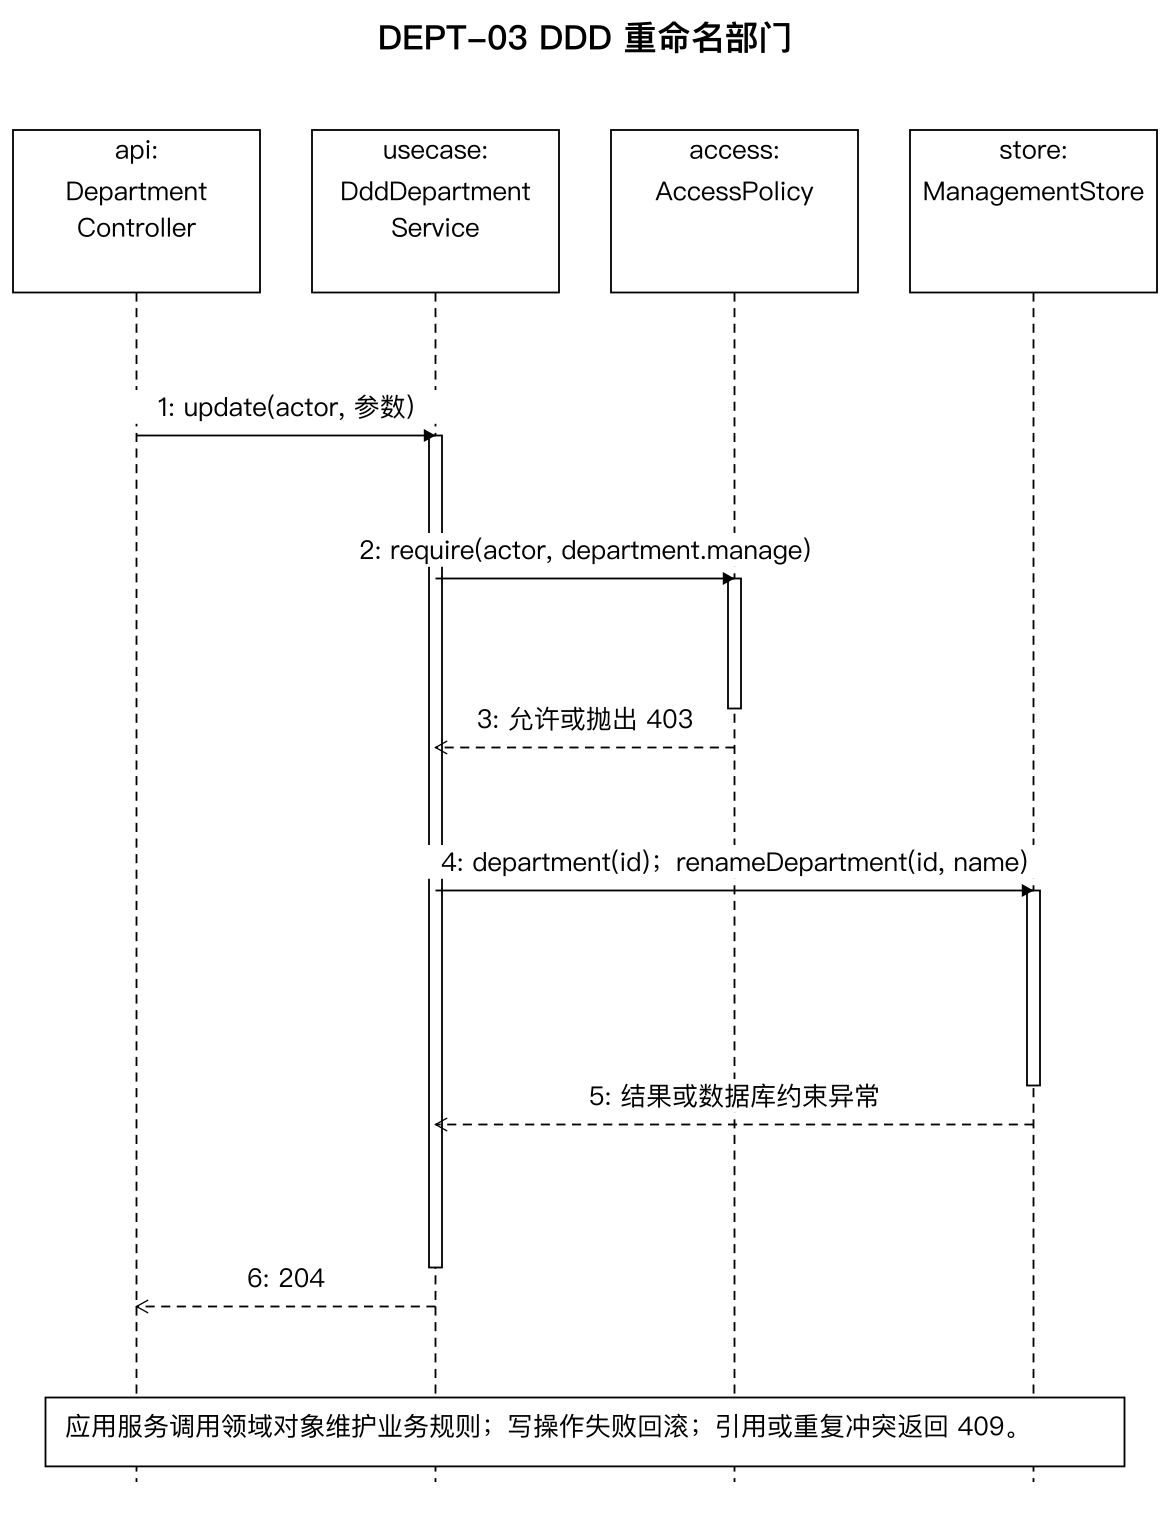 DEPT-03 DDD 重命名部门
api:
Department
Controller
usecase:
DddDepartment
Service
access:
AccessPolicy
store:
ManagementStore
1: update(actor, 参数)
2: require(actor, department.manage)
3: 允许或抛出 403
4: department(id)；renameDepartment(id, name)
5: 结果或数据库约束异常
6: 204
应用服务调用领域对象维护业务规则；写操作失败回滚；引用或重复冲突返回 409。